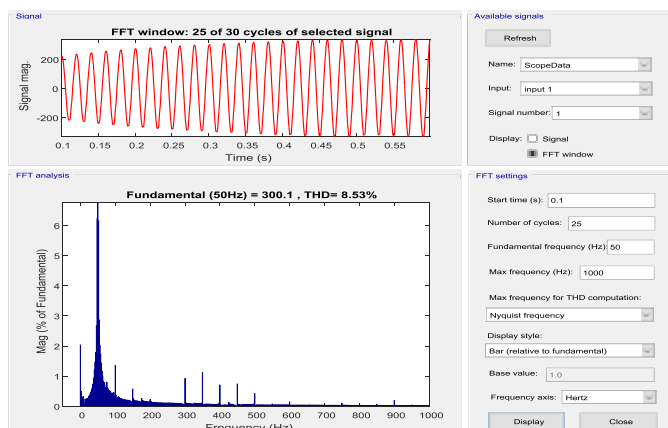 Signal
FFT window: 25 of 30 cycles of selected signal
Signal mag.
200
0
-200
0.1 0.15 0.2 0.25 0.3 0.35 0.4 0.45 0.5 0.55
Time (s)
Available signals
Refresh
Name: ScopeData
Input: input 1
Signal number: 1
Display: Signal
FFT window
FFT analysis
Fundamental (50Hz) = 300.1 , THD= 8.53%
Mag (% of Fundamental)
6
5
4
3
2
1
0
0 100 200 300 400 500 600 700 800 900 1000
Frequency (Hz)
FFT settings
Start time (s): 0.1
Number of cycles: 25
Fundamental frequency (Hz): 50
Max frequency (Hz): 1000
Max frequency for THD computation:
Nyquist frequency
Display style:
Bar (relative to fundamental)
Base value: 1.0
Frequency axis: Hertz
Display Close